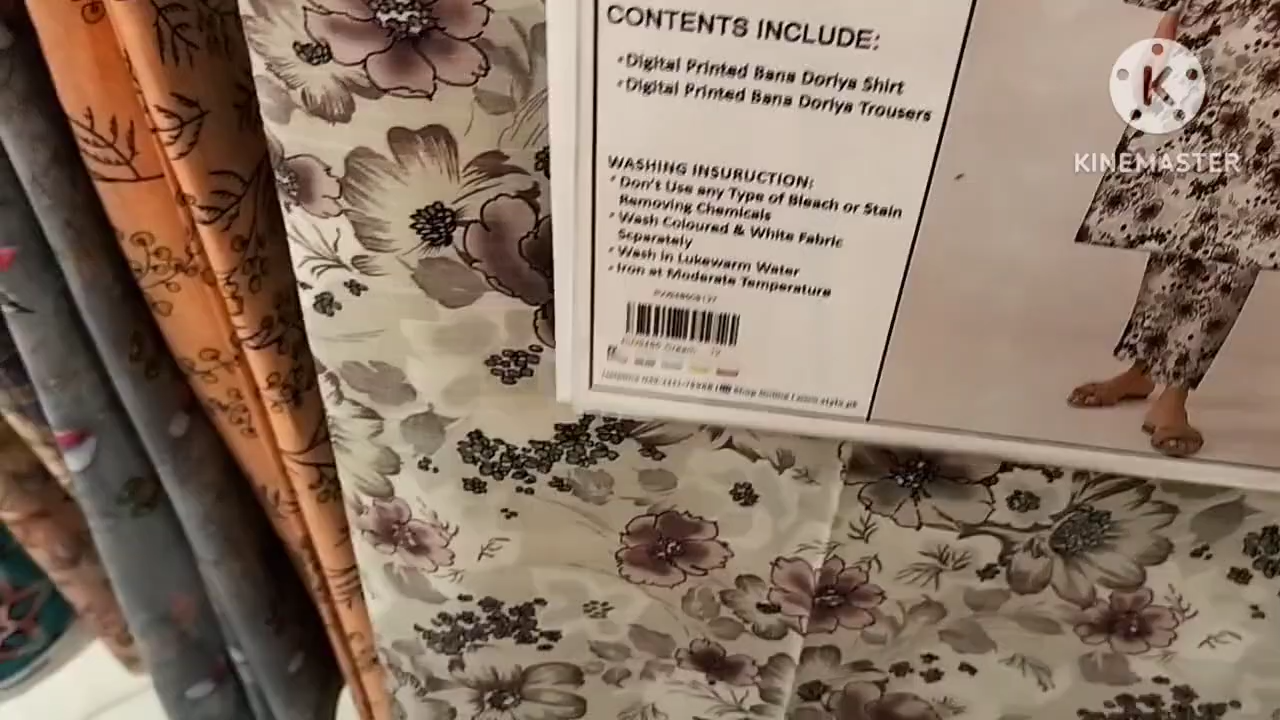 CONTENTS INCLUDE:
•Digital Printed Bana Doriya Shirt
•Digital Printed Bana Doriya Trousers
K
KINEMASTER
WASHING INSURUCTION:
* Don't Use any Type of Bleach or Stain
Removing Chemicals
* Wash Coloured & White Fabric
Seperately
* Wash in Lukewarm Water
* Iron at Moderate Temperature